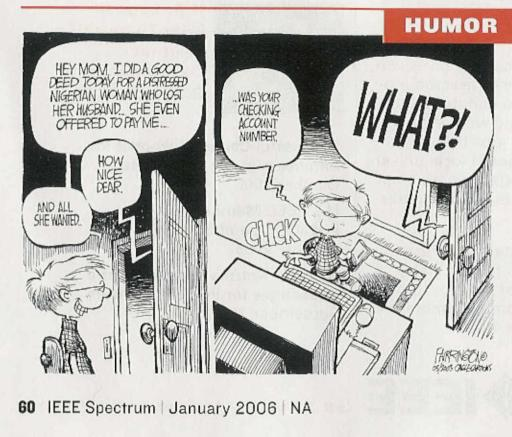 HUMOR
HEY MOM, I DID A GOOD
DEED TODAY FOR A DISTRESSED
NIGERIAN WOMAN WHO LOST
HER HUSBAND... SHE EVEN
OFFERED TO PAY ME...
HOW
NICE
DEAR.
AND ALL
SHE WANTED...
...WAS YOUR
CHECKING
ACCOUNT
NUMBER.
WHAT?!
CLICK
60 IEEE Spectrum | January 2006 | NA